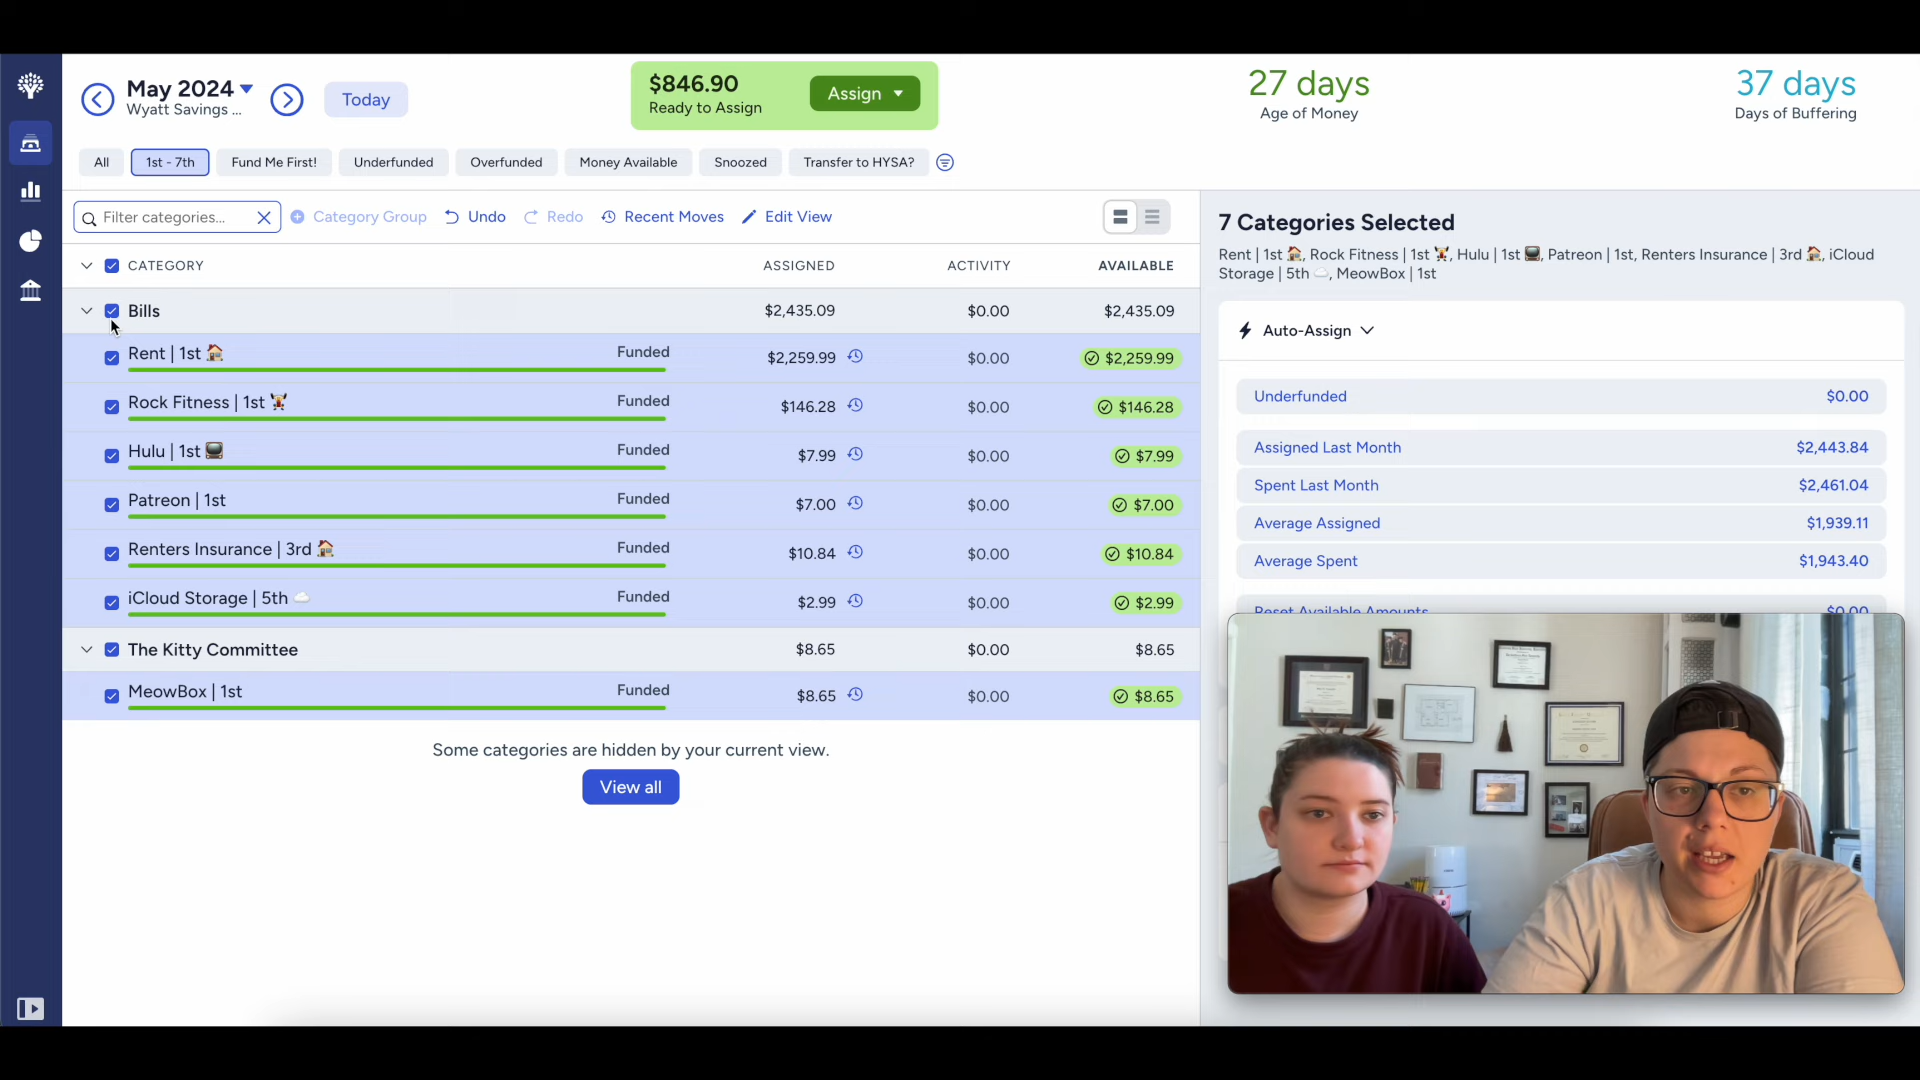 May 2024
Wyatt Savings ...
Today
$846.90
Ready to Assign
Assign
27 days
Age of Money
37 days
Days of Buffering
All
1st - 7th
Fund Me First!
Underfunded
Overfunded
Money Available
Snoozed
Transfer to HYSA?
Filter categories...
Category Group
Undo
Redo
Recent Moves
Edit View
CATEGORY ASSIGNED ACTIVITY AVAILABLE
Bills $2,435.09 $0.00 $2,435.09
Rent | 1st 🏠 Funded $2,259.99 $0.00 $2,259.99
Rock Fitness | 1st 🏋 Funded $146.28 $0.00 $146.28
Hulu | 1st 📺 Funded $7.99 $0.00 $7.99
Patreon | 1st Funded $7.00 $0.00 $7.00
Renters Insurance | 3rd 🏠 Funded $10.84 $0.00 $10.84
iCloud Storage | 5th ☁️ Funded $2.99 $0.00 $2.99
The Kitty Committee $8.65 $0.00 $8.65
MeowBox | 1st Funded $8.65 $0.00 $8.65
Some categories are hidden by your current view.
View all
7 Categories Selected
Rent | 1st 🏠, Rock Fitness | 1st 🏋, Hulu | 1st 📺, Patreon | 1st, Renters Insurance | 3rd 🏠, iCloud
Storage | 5th ☁️, MeowBox | 1st
Auto-Assign
Underfunded $0.00
Assigned Last Month $2,443.84
Spent Last Month $2,461.04
Average Assigned $1,939.11
Average Spent $1,943.40
Reset Available Amounts $0.00